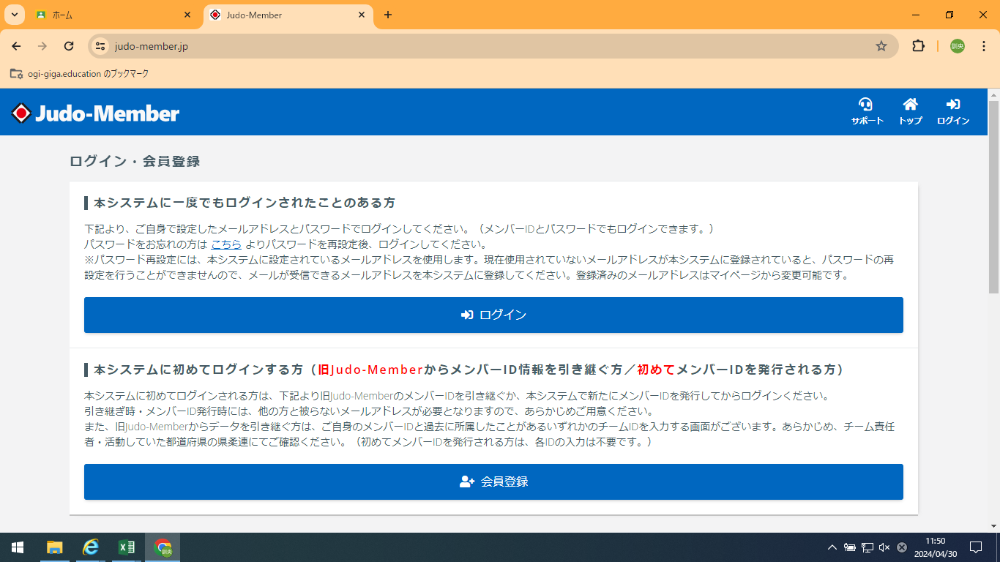 ホーム
Judo-Member
judo-member.jp
訓央
ogi-giga.education のブックマーク
Judo-Member
サポート
トップ
ログイン
ログイン・会員登録
本システムに一度でもログインされたことのある方
下記より、ご自身で設定したメールアドレスとパスワードでログインしてください。（メンバーIDとパスワードでもログインできます。）
パスワードをお忘れの方は こちら よりパスワードを再設定後、ログインしてください。
※パスワード再設定には、本システムに設定されているメールアドレスを使用します。現在使用されていないメールアドレスが本システムに登録されていると、パスワードの再
設定を行うことができませんので、メールが受信できるメールアドレスを本システムに登録してください。登録済みのメールアドレスはマイページから変更可能です。
ログイン
本システムに初めてログインする方（旧Judo-MemberからメンバーID情報を引き継ぐ方／初めてメンバーIDを発行される方）
本システムに初めてログインされる方は、下記より旧Judo-MemberのメンバーIDを引き継ぐか、本システムで新たにメンバーIDを発行してからログインください。
引き継ぎ時・メンバーID発行時には、他の方と被らないメールアドレスが必要となりますので、あらかじめご用意ください。
また、旧Judo-Memberからデータを引き継ぐ方は、ご自身のメンバーIDと過去に所属したことがあるいずれかのチームIDを入力する画面がございます。あらかじめ、チーム責任
者・活動していた都道府県の県柔連にてご確認ください。（初めてメンバーIDを発行される方は、各IDの入力は不要です。）
会員登録
訓央
11:50
2024/04/30